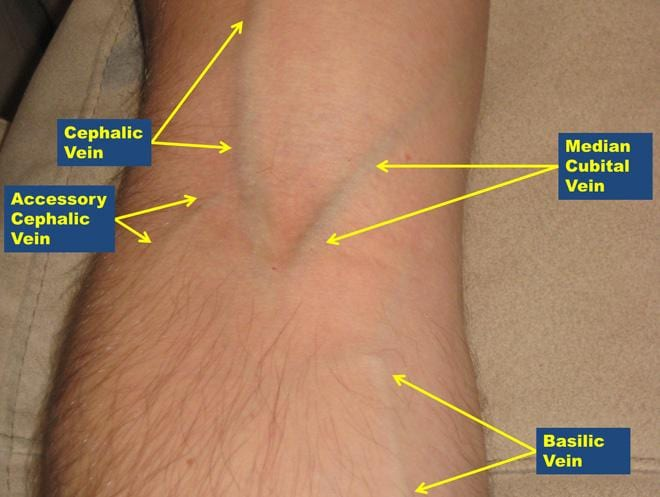 Cephalic
Vein
Accessory
Cephalic
Vein
Median
Cubital
Vein
Basilic
Vein